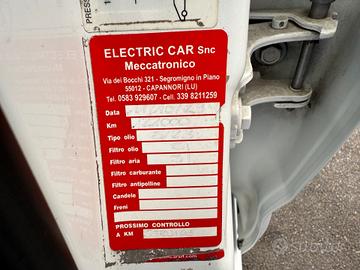 PRESS
ELECTRIC CAR Snc
Meccatronico
Via dei Bocchi 321 - Segromigno in Piano
55012 - CAPANNORI (LU)
Tel. 0583 929607 - Cell. 339 8211259
Data
Km
Tipo olio
Filtro olio
Filtro aria
Filtro carburante
Filtro antipolline
Candele
Freni
PROSSIMO CONTROLLO
A KM